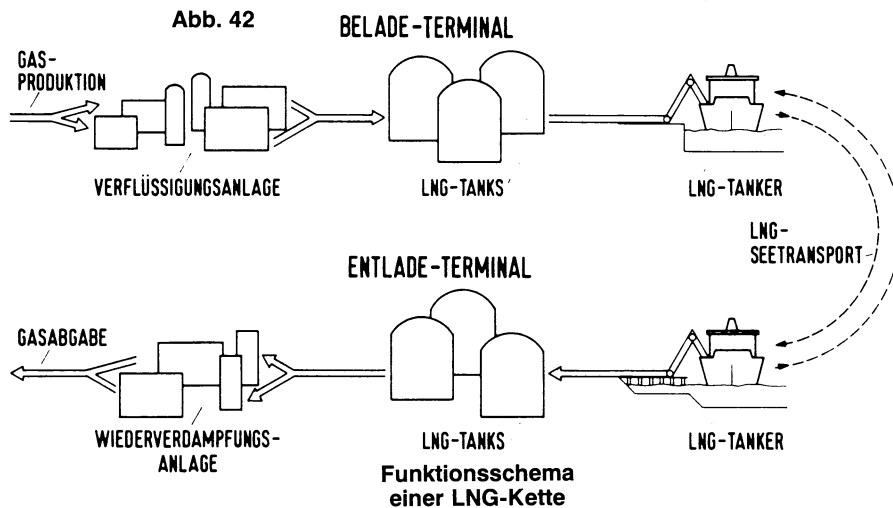 Abb. 42
BELADE-TERMINAL
GAS-
PRODUKTION
VERFLÜSSIGUNGSANLAGE
LNG-TANKS
LNG-TANKER
LNG-
SEETRANSPORT
ENTLADE-TERMINAL
GASABGABE
WIEDERVERDAMPFUNGS-
ANLAGE
LNG-TANKS
LNG-TANKER
Funktionsschema
einer LNG-Kette